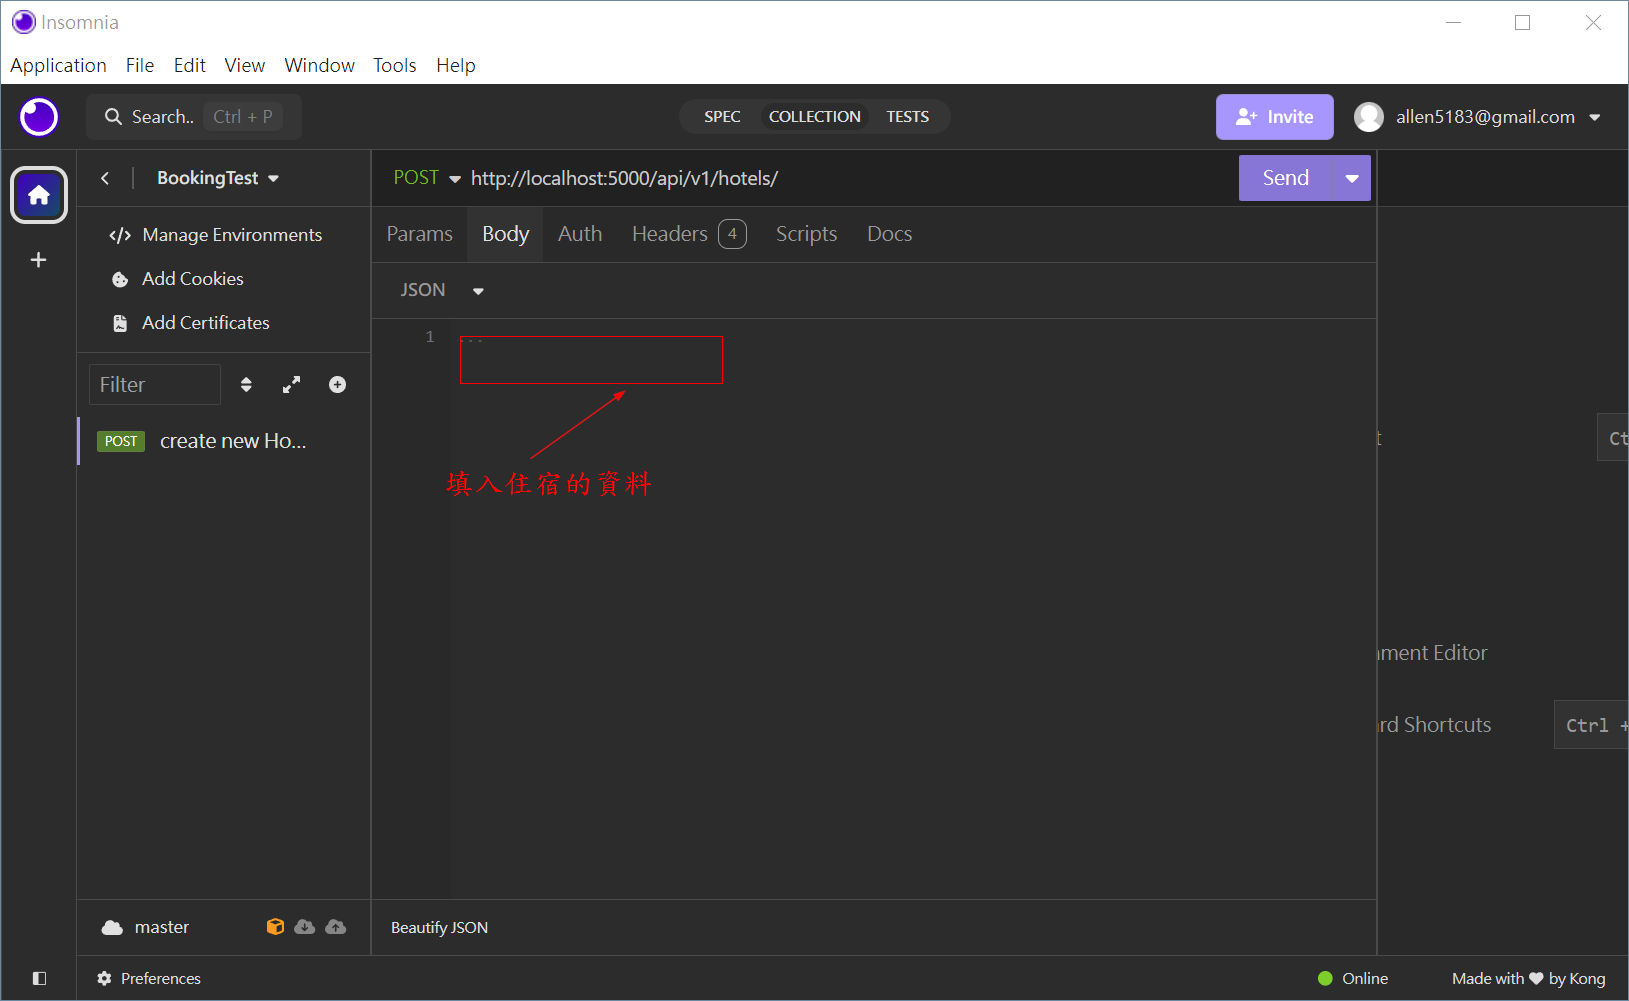 Insomnia
Application File Edit View Window Tools Help
Search.. Ctrl + P
SPEC COLLECTION TESTS
Invite
allen5183@gmail.com
BookingTest
POST http://localhost:5000/api/v1/hotels/
Send
Manage Environments
Add Cookies
Add Certificates
Params Body Auth Headers 4 Scripts Docs
JSON
1 ...
Filter
POST create new Ho...
填入住宿的資料
t
Ct
nment Editor
rd Shortcuts
Ctrl +
master
Beautify JSON
Preferences
Online
Made with ♥ by Kong